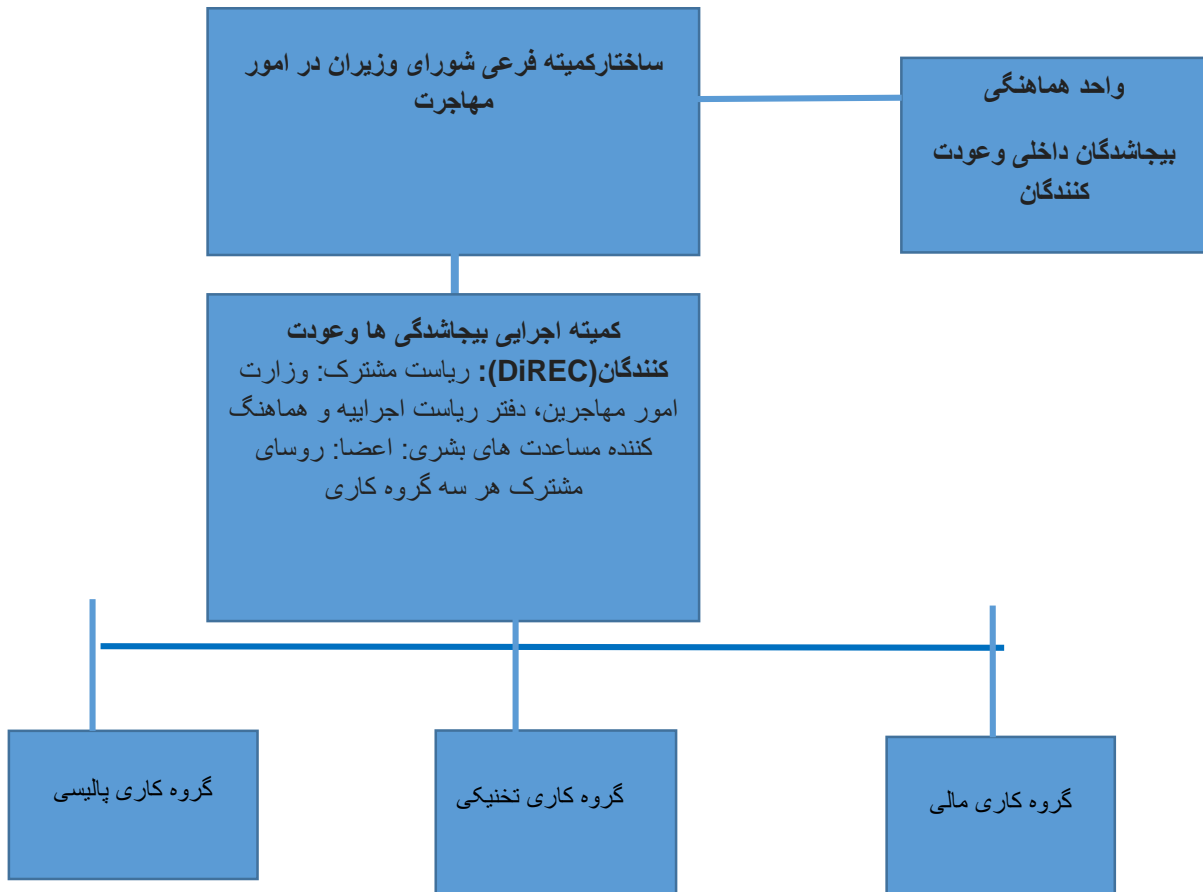 ساختارکمیته فرعی شورای وزیران در امور
مهاجرت
واحد هماهنگی
بیجاشدگان داخلی وعودت
کنندگان
کمیته اجرایی بیجاشدگی ها وعودت
کنندگان(DiREC): ریاست مشترک: وزارت
امور مهاجرین، دفتر ریاست اجراییه و هماهنگ
کننده مساعدت های بشری: اعضا: روسای
مشترک هر سه گروه کاری
گروه کاری مالی
گروه کاری تخنیکی
گروه کاری پالیسی